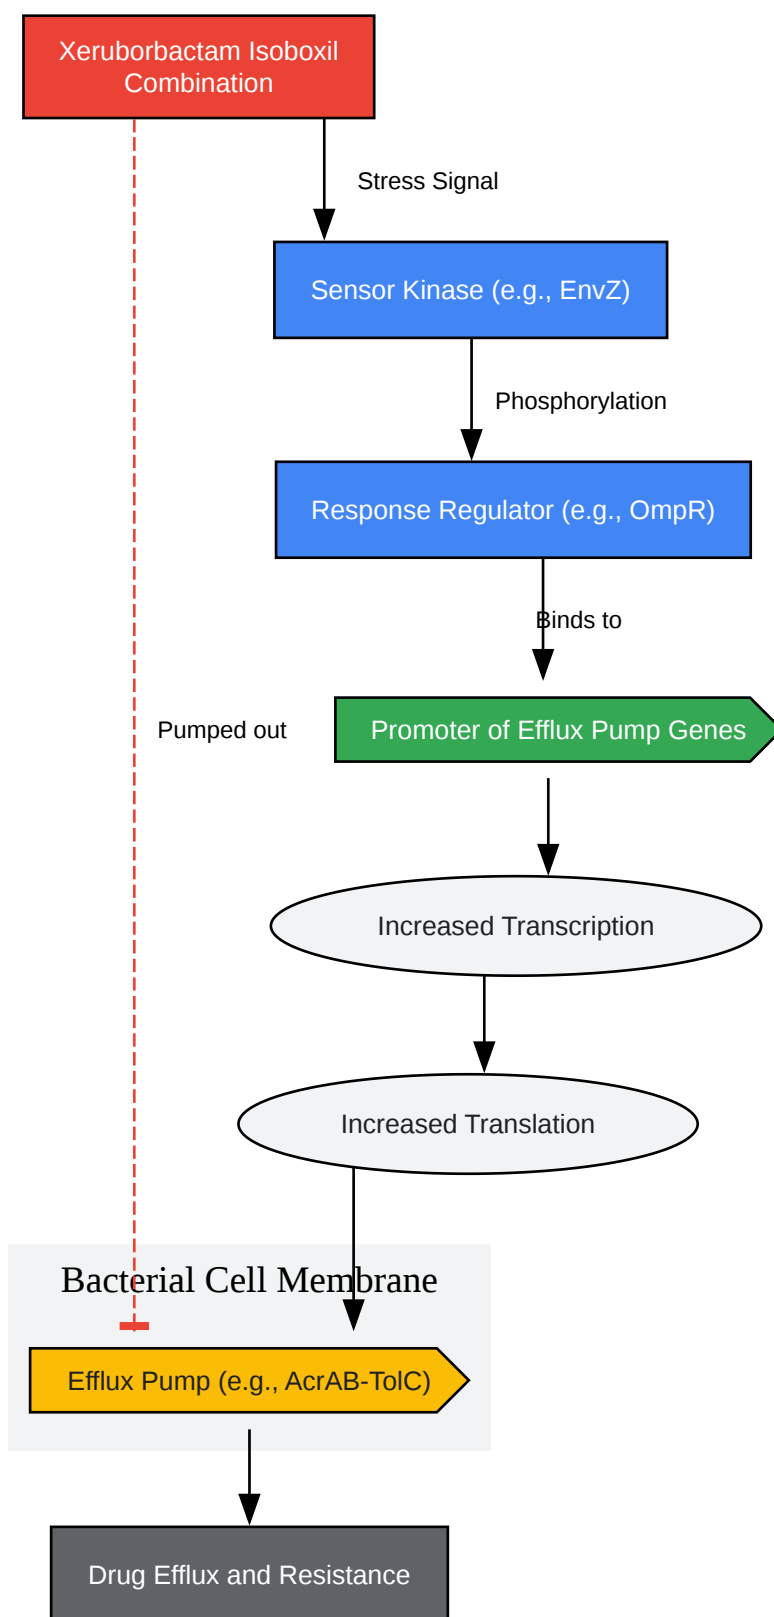 Xeruborbactam Isoboxil
Combination
Stress Signal
Sensor Kinase (e.g., EnvZ)
Phosphorylation
Response Regulator (e.g., OmpR)
Binds to
Pumped out
Promoter of Efflux Pump Genes
Increased Transcription
Increased Translation
Bacterial Cell Membrane
Efflux Pump (e.g., AcrAB-TolC)
Drug Efflux and Resistance